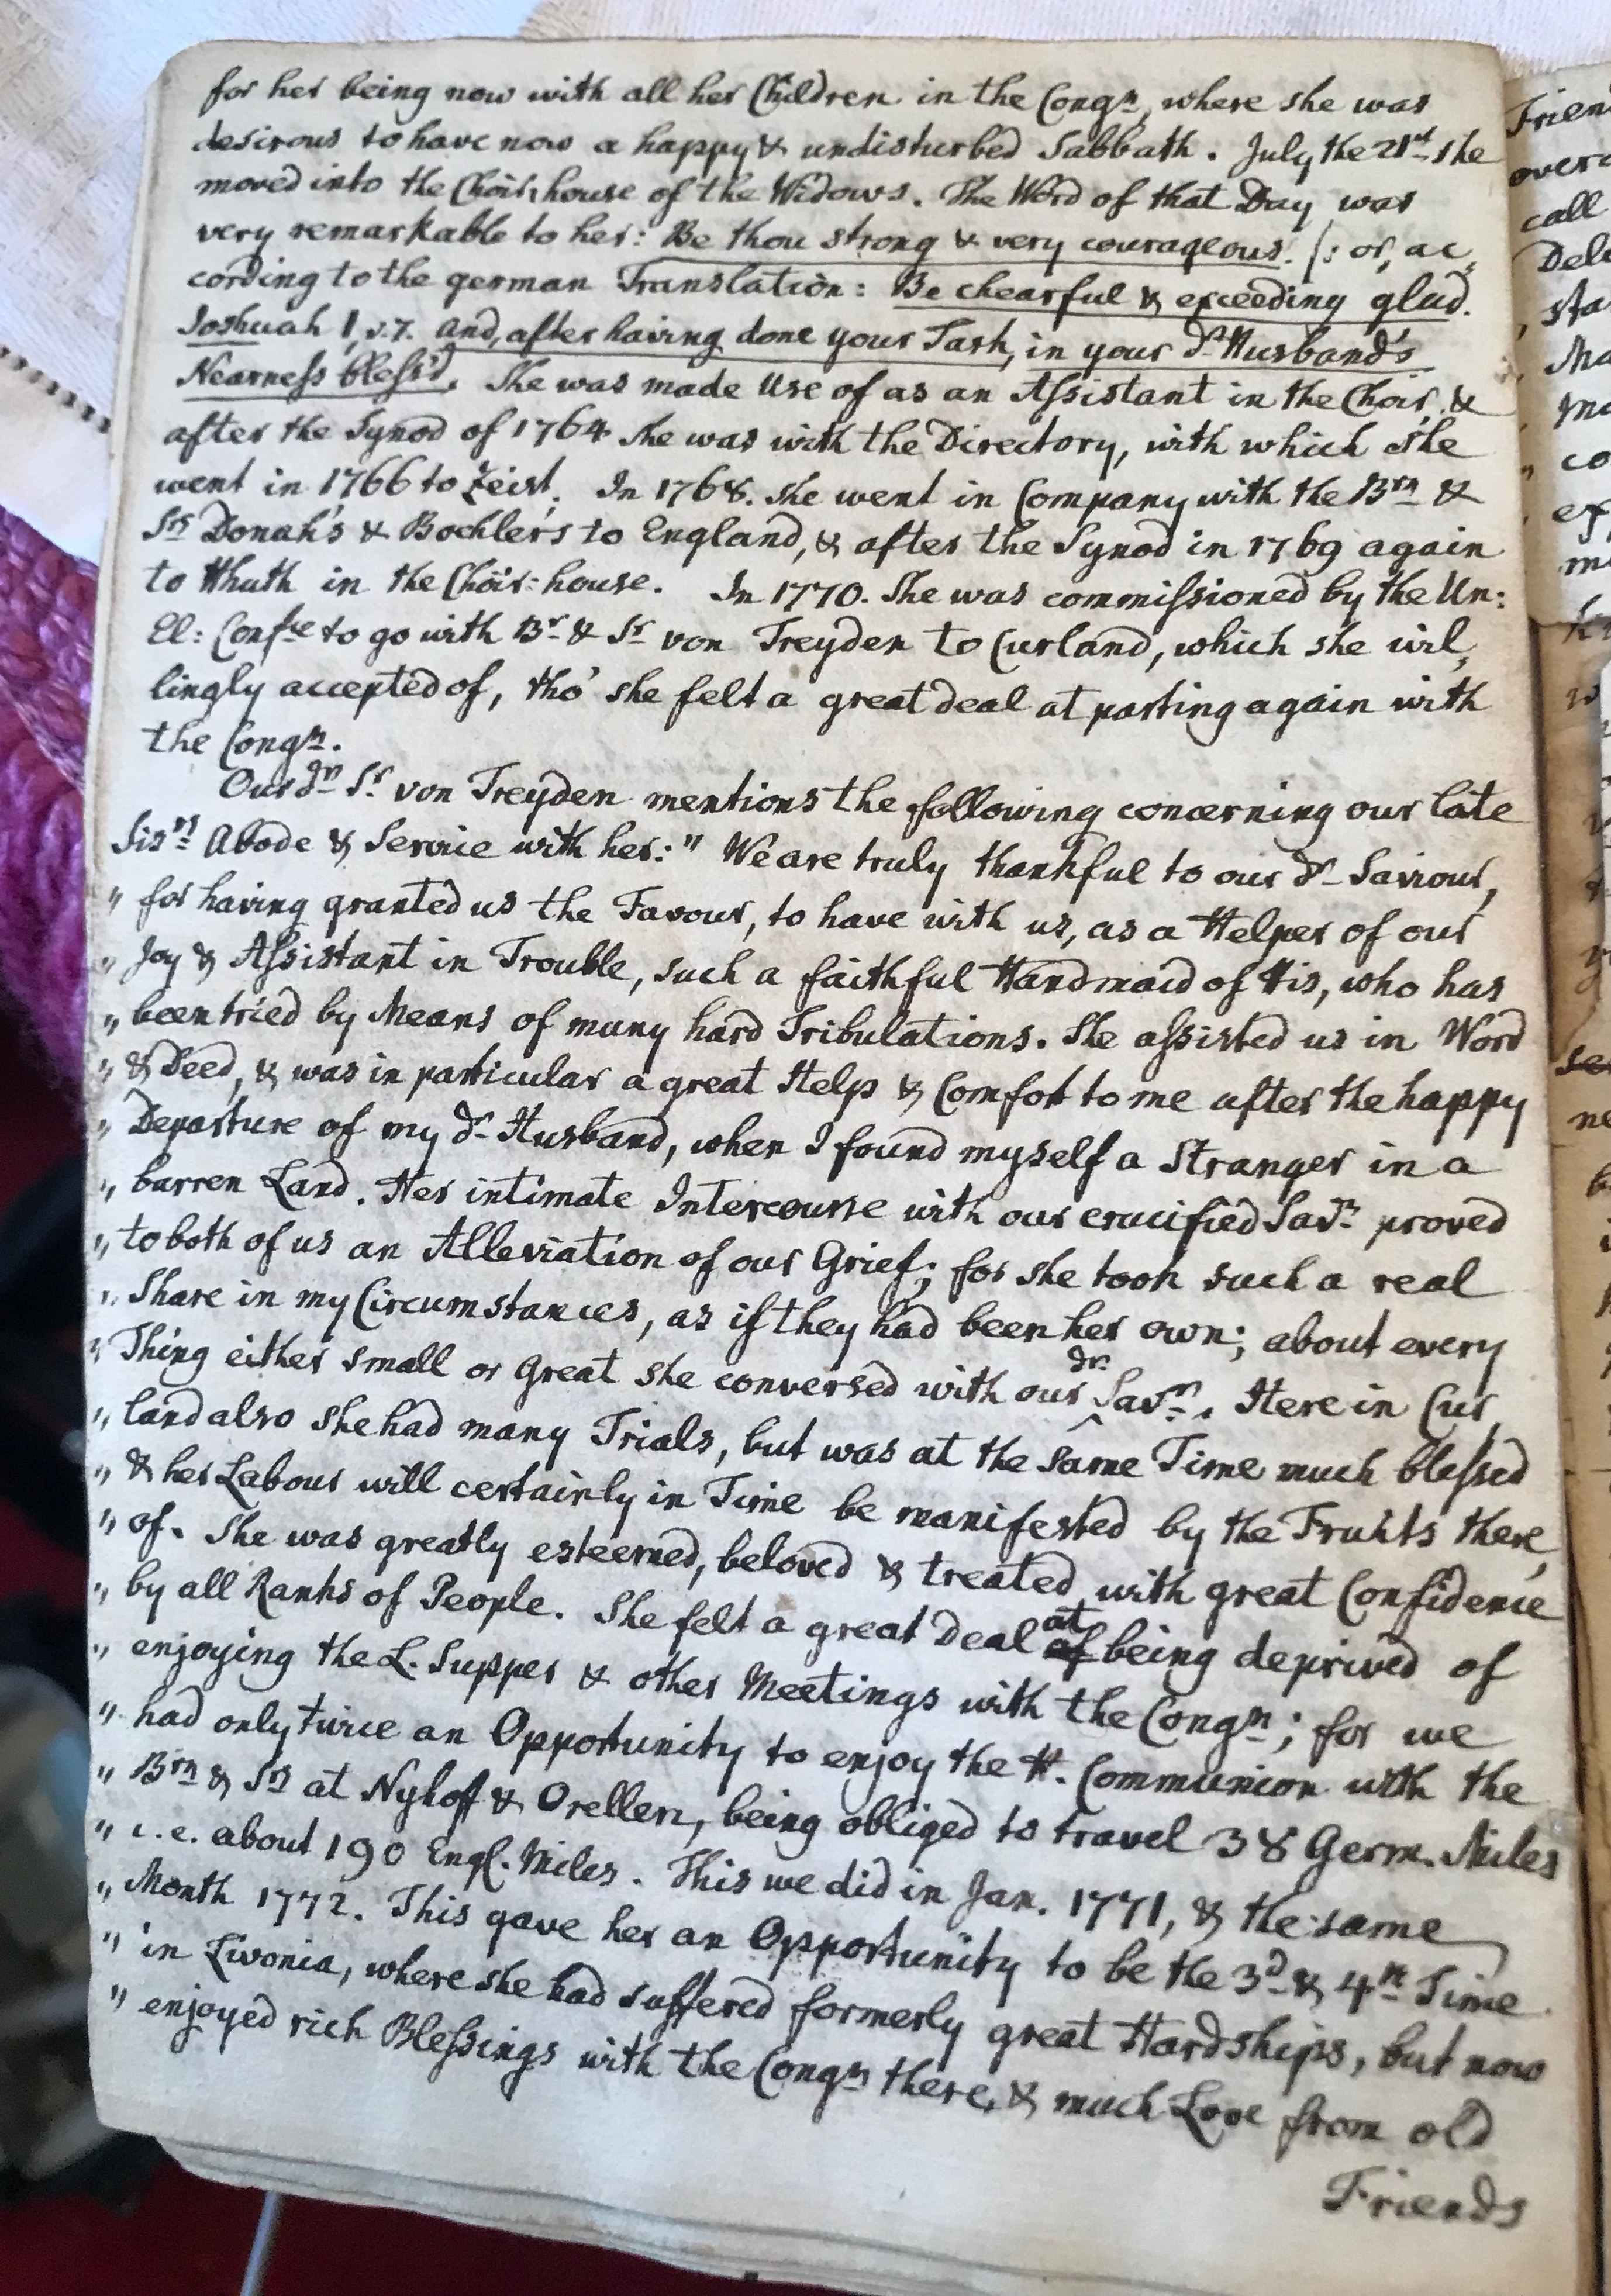 for her being now with all her Children in the Congn, where she was
desirous to have now a happy & undisturbed Sabbath. July the 21st she
moved into the Choir-house of the Widows. The Word of that Day was
very remarkable to her: Be thou strong & very courageous. /: or, ac,
cording to the german Translation: Be chearful & exceeding glad.
Joshuah 1, v.7. and, after having done your Task, in your dr Husband's
Nearness bless'd. She was made Use of as an Assistant in the Choir, &
after the Synod of 1764 she was with the Directory, with which she
went in 1766 to Zeist. In 1768. she went in Company with the Brn &
Srs Donah's & Boehlers to England, & after the Synod in 1769 again
to Hhuth in the Choir-house. In 1770. She was commissioned by the Un:
El: Confce to go with Br & Sr von Treyden to Curland, which she wil,
lingly accepted of, tho' she felt a great deal at parting again with
the Congn.
Our dr Sr von Treyden mentions the following concerning our late
Sisrs Abode & Service with her: " We are truly thankful to our dr Saviour,
" for having granted us the Favour, to have with us, as a Helper of our
" Joy & Assistant in Trouble, such a faithful Handmaid of His, who has
" been tried by Means of many hard Tribulations. She assisted us in Word
" & Deed, & was in particular a great Help & Comfort to me after the happy
" Departure of my dr Husband, when I found myself a Stranger in a
" barren Land. Her intimate Intercourse with our crucified Savr proved
" to both of us an Alleviation of our Grief; for she took such a real
" Share in my Circumstances, as if they had been her own; about every
" Thing either small or Great she conversed with our dr Savr. Here in Cur,
" land also she had many Trials, but was at the same Time much blessed
" & her Labour will certainly in Time be manifested by the Fruits there,
" of. She was greatly esteemed, beloved & treated with great Confidence
" by all Ranks of People. She felt a great Deal at being deprived of
" enjoying the L. Supper & other Meetings with the Congn; for we
" had only twice an Opportunity to enjoy the H. Communion with the
" Brn & Srs at Nyhof & Orellen, being obliged to travel 38 Germ. Miles
" i.e. about 190 Engl. Miles. This we did in Jan. 1771, & the same
" Month 1772. This gave her an Opportunity to be the 3d & 4th Time
" in Livonia, where she had suffered formerly great Hardships, but now
" enjoyed rich Blessings with the Congn there, & much Love from old
Friends